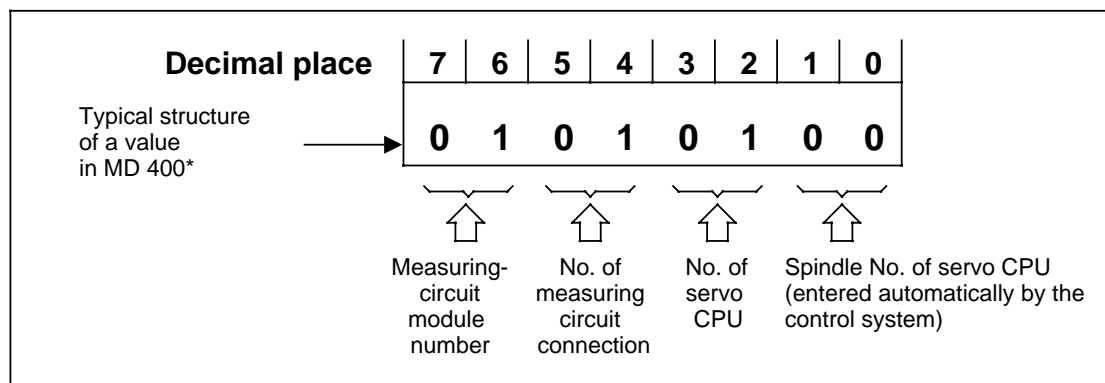 Decimal place 7 6 5 4 3 2 1 0
Typical structure
of a value
in MD 400*
0 1 0 1 0 1 0 0
Measuring-
circuit
module
number
No. of
measuring
circuit
connection
No. of
servo
CPU
Spindle No. of servo CPU
(entered automatically by the
control system)